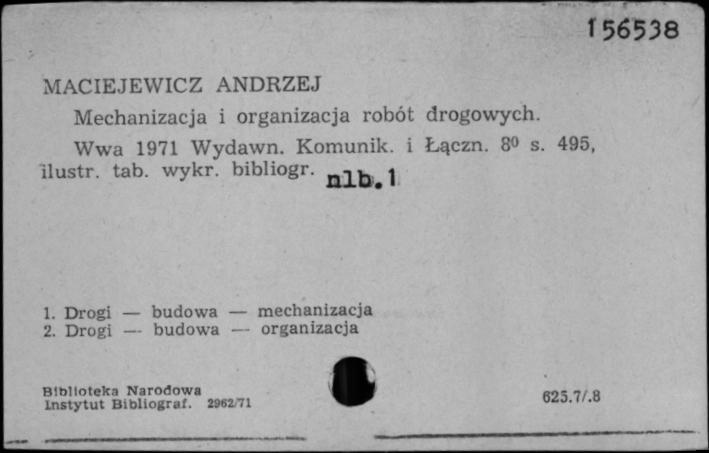 156538
MACIEJEWICZ ANDRZEJ
Mechanizacja i organizacja robót drogowych.
Wwa 1971 Wydawn. Komunik. i Łączn. 8⁰ s. 495,
ilustr. tab. wykr. bibliogr. nlb. 1
1. Drogi — budowa — mechanizacja
2. Drogi — budowa — organizacja
Biblioteka Narodowa
Instytut Bibliograf. 2962/71
625.7/.8